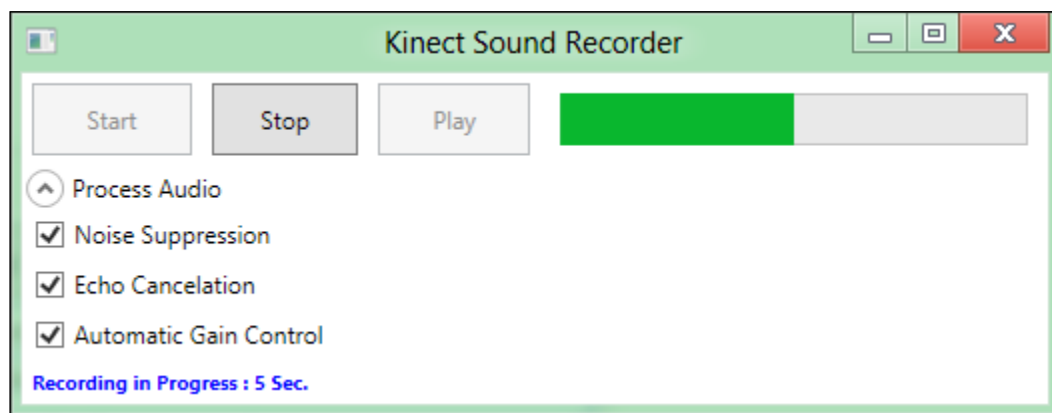 Kinect Sound Recorder
Start Stop Play
Process Audio
Noise Suppression
Echo Cancelation
Automatic Gain Control
Recording in Progress : 5 Sec.